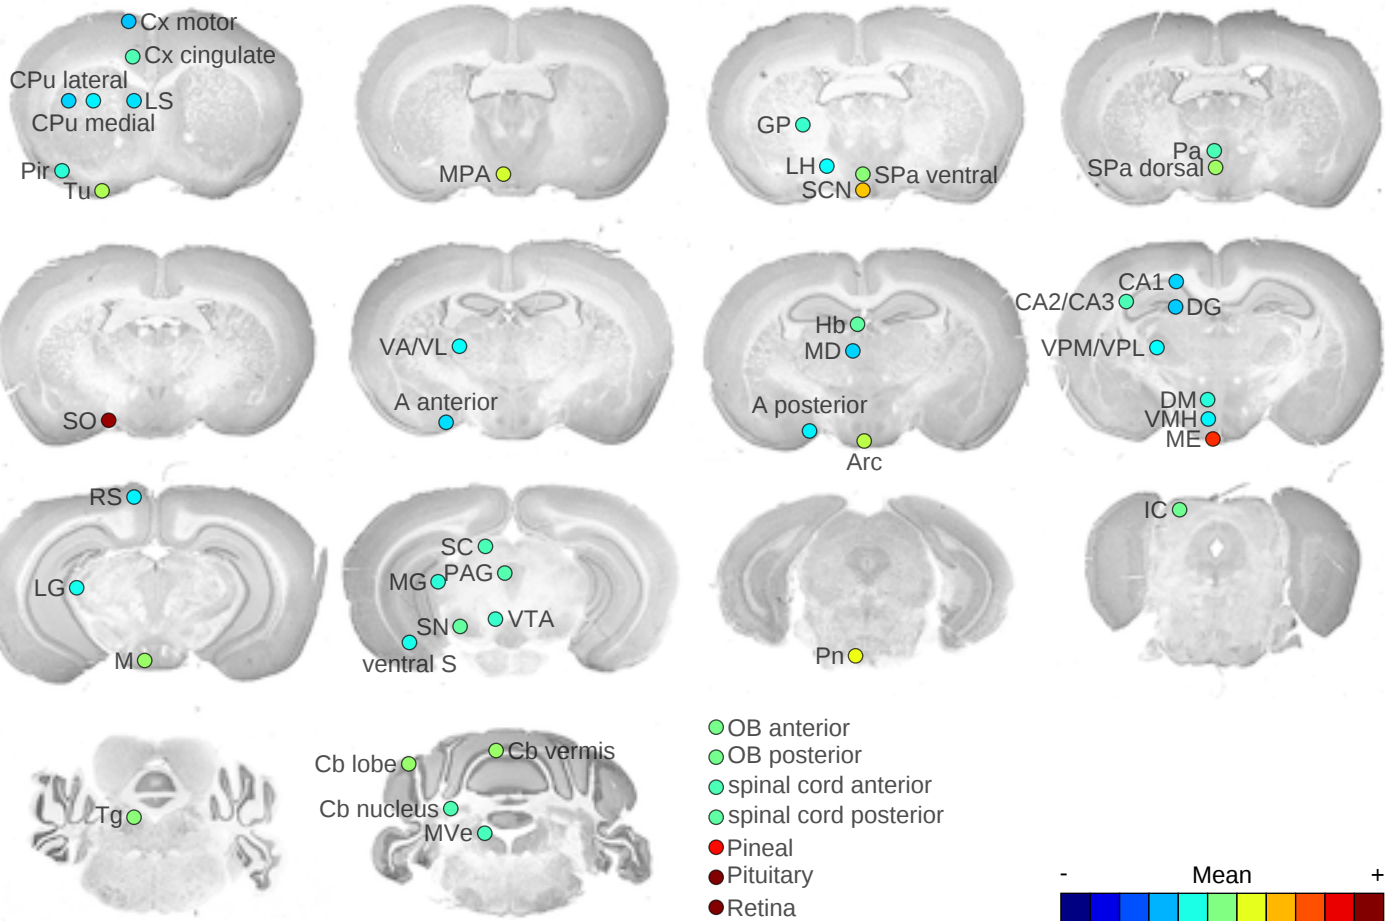 Cx motor
Cx cingulate
CPu lateral
LS
CPu medial
Pir
Tu
MPA
GP
LH
SPa ventral
SCN
Pa
SPa dorsal
SO
VA/VL
A anterior
Hb
MD
A posterior
Arc
CA1
CA2/CA3
DG
VPM/VPL
DM
VMH
ME
RS
LG
M
SC
PAG
MG
VTA
SN
ventral S
Pn
IC
Tg
Cb vermis
Cb lobe
Cb nucleus
MVe
OB anterior
OB posterior
spinal cord anterior
spinal cord posterior
Pineal
Pituitary
Retina
- Mean +